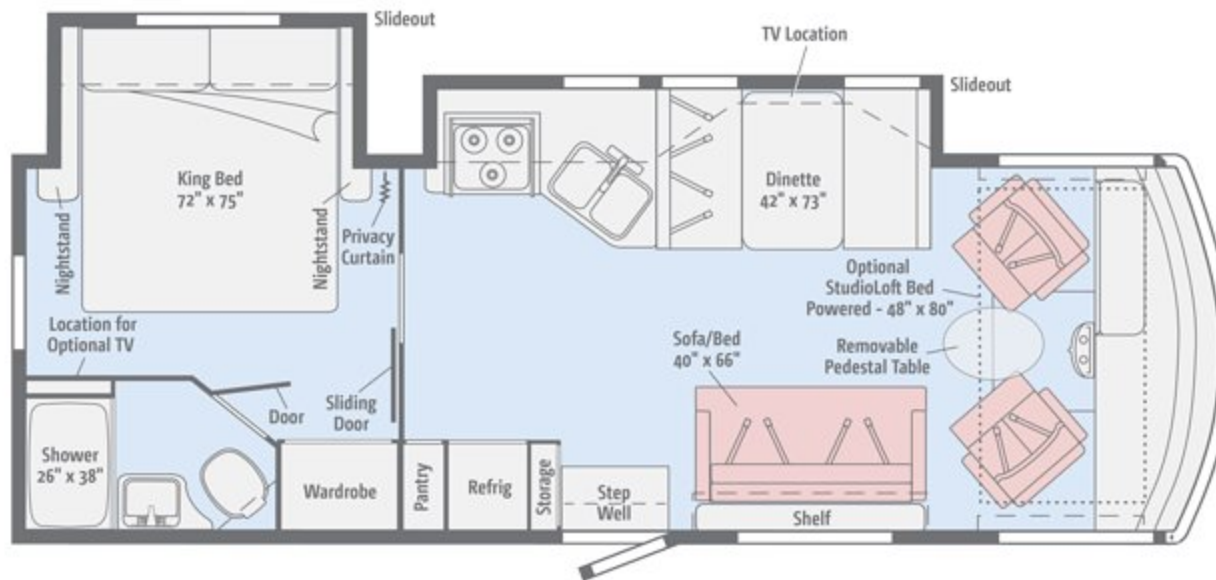 Slideout
TV Location
Slideout
King Bed
72" x 75"
Nightstand
Nightstand
Privacy
Curtain
Dinette
42" x 73"
Optional
StudioLoft Bed
Powered - 48" x 80"
Location for
Optional TV
Sofa/Bed
40" x 66"
Removable
Pedestal Table
Door
Sliding
Door
Shower
26" x 38"
Wardrobe
Pantry
Refrig
Storage
Step
Well
Shelf